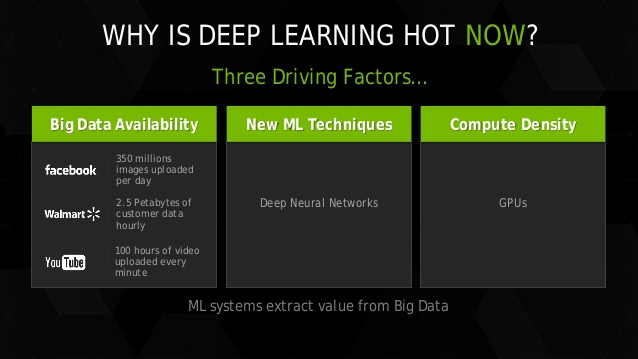 WHY IS DEEP LEARNING HOT NOW?
Three Driving Factors...
Big Data Availability
facebook
350 millions
images uploaded
per day
Walmart
2.5 Petabytes of
customer data
hourly
YouTube
100 hours of video
uploaded every
minute
New ML Techniques
Deep Neural Networks
Compute Density
GPUs
ML systems extract value from Big Data